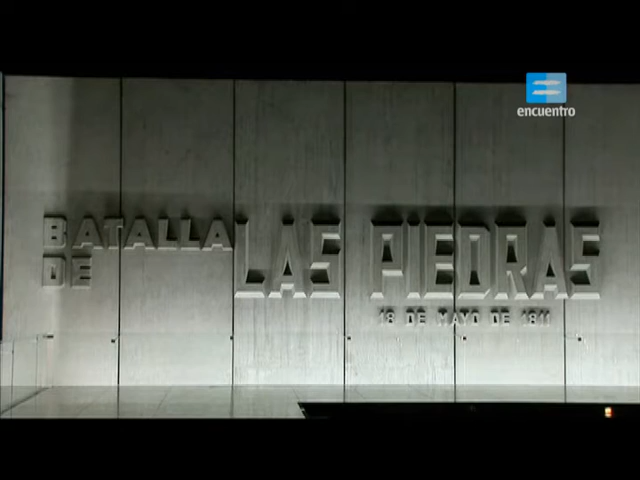 encuentro
BATALLA
DE
LAS PIEDRAS
18 DE MAYO DE 1811